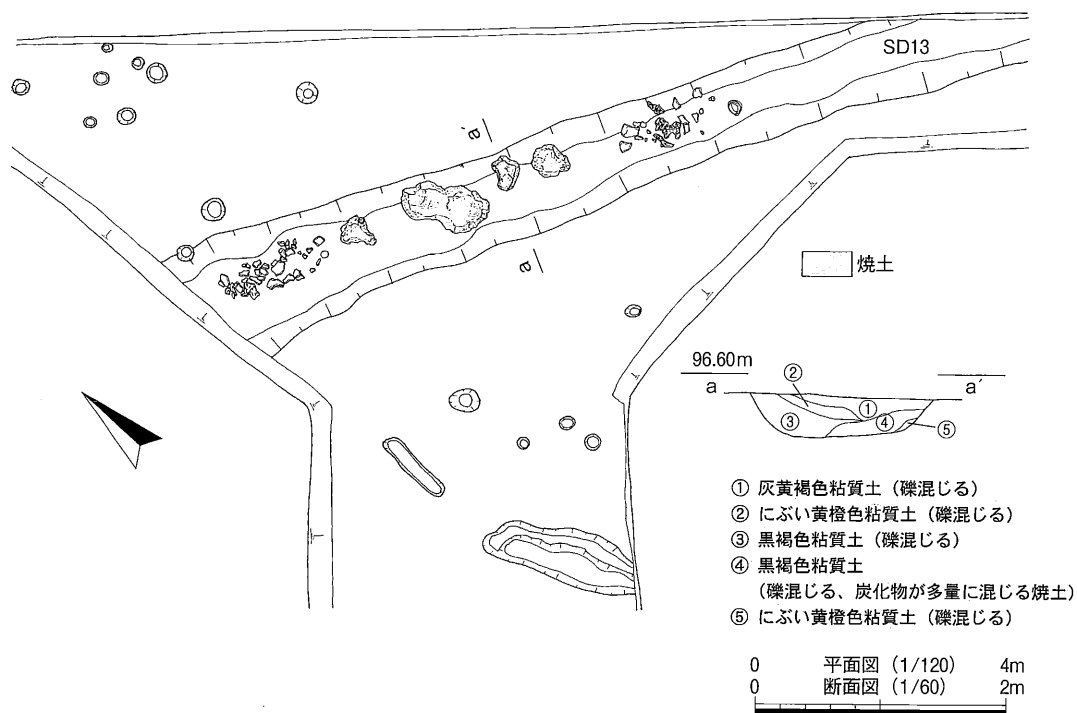 SD13
a′
a
焼土
96.60m
a
a′
②
①
③
④
⑤
① 灰黄褐色粘質土（礫混じる）
② にぶい黄橙色粘質土（礫混じる）
③ 黒褐色粘質土（礫混じる）
④ 黒褐色粘質土
（礫混じる、炭化物が多量に混じる焼土）
⑤ にぶい黄橙色粘質土（礫混じる）
0 平面図（1/120） 4m
0 断面図（1/60） 2m